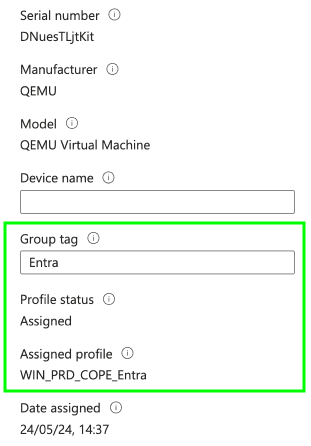 Serial number
DNuesTLjtKit
Manufacturer
QEMU
Model
QEMU Virtual Machine
Device name
Group tag
Entra
Profile status
Assigned
Assigned profile
WIN_PRD_COPE_Entra
Date assigned
24/05/24, 14:37